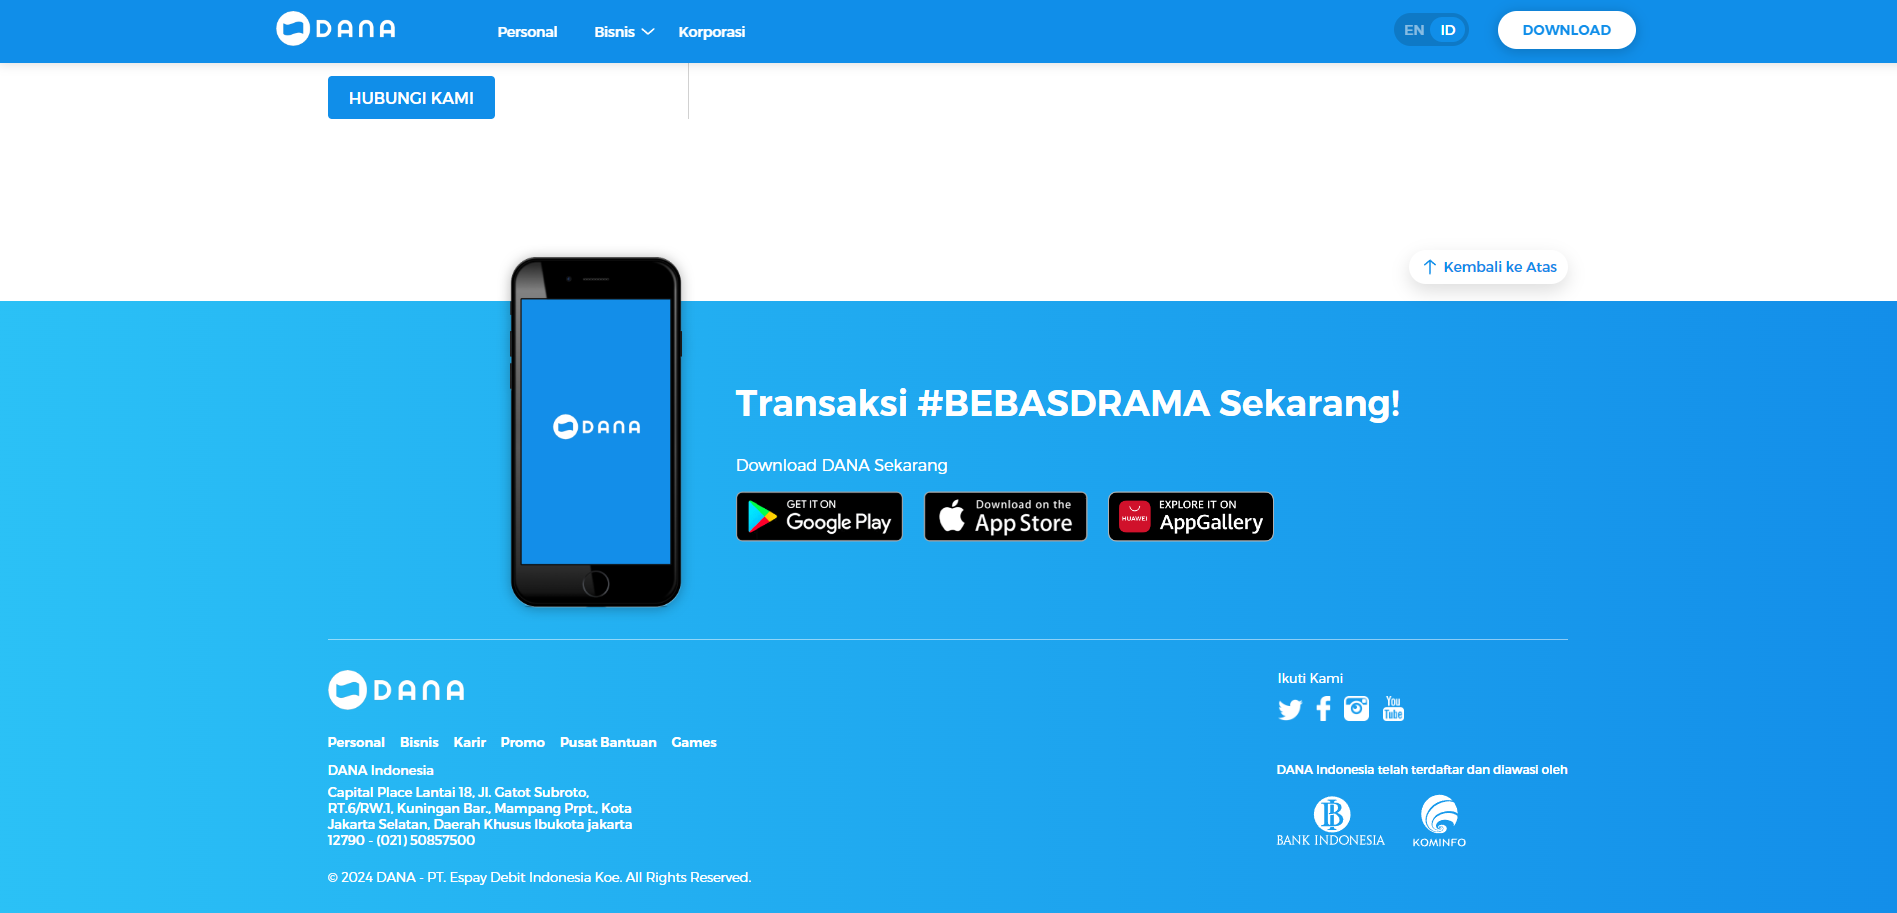 DANA
Personal
Bisnis
Korporasi
EN
ID
DOWNLOAD
HUBUNGI KAMI
Kembali ke Atas
DANA
Transaksi #BEBASDRAMA Sekarang!
Download DANA Sekarang
GET IT ON
Google Play
Download on the
App Store
HUAWEI
EXPLORE IT ON
AppGallery
DANA
Personal
Bisnis
Karir
Promo
Pusat Bantuan
Games
DANA Indonesia
Capital Place Lantai 18, Jl. Gatot Subroto,
RT.6/RW.1, Kuningan Bar., Mampang Prpt., Kota
Jakarta Selatan, Daerah Khusus Ibukota jakarta
12790 - (021) 50857500
© 2024 DANA - PT. Espay Debit Indonesia Koe. All Rights Reserved.
Ikuti Kami
You
Tube
DANA Indonesia telah terdaftar dan diawasi oleh
BANK INDONESIA
KOMINFO